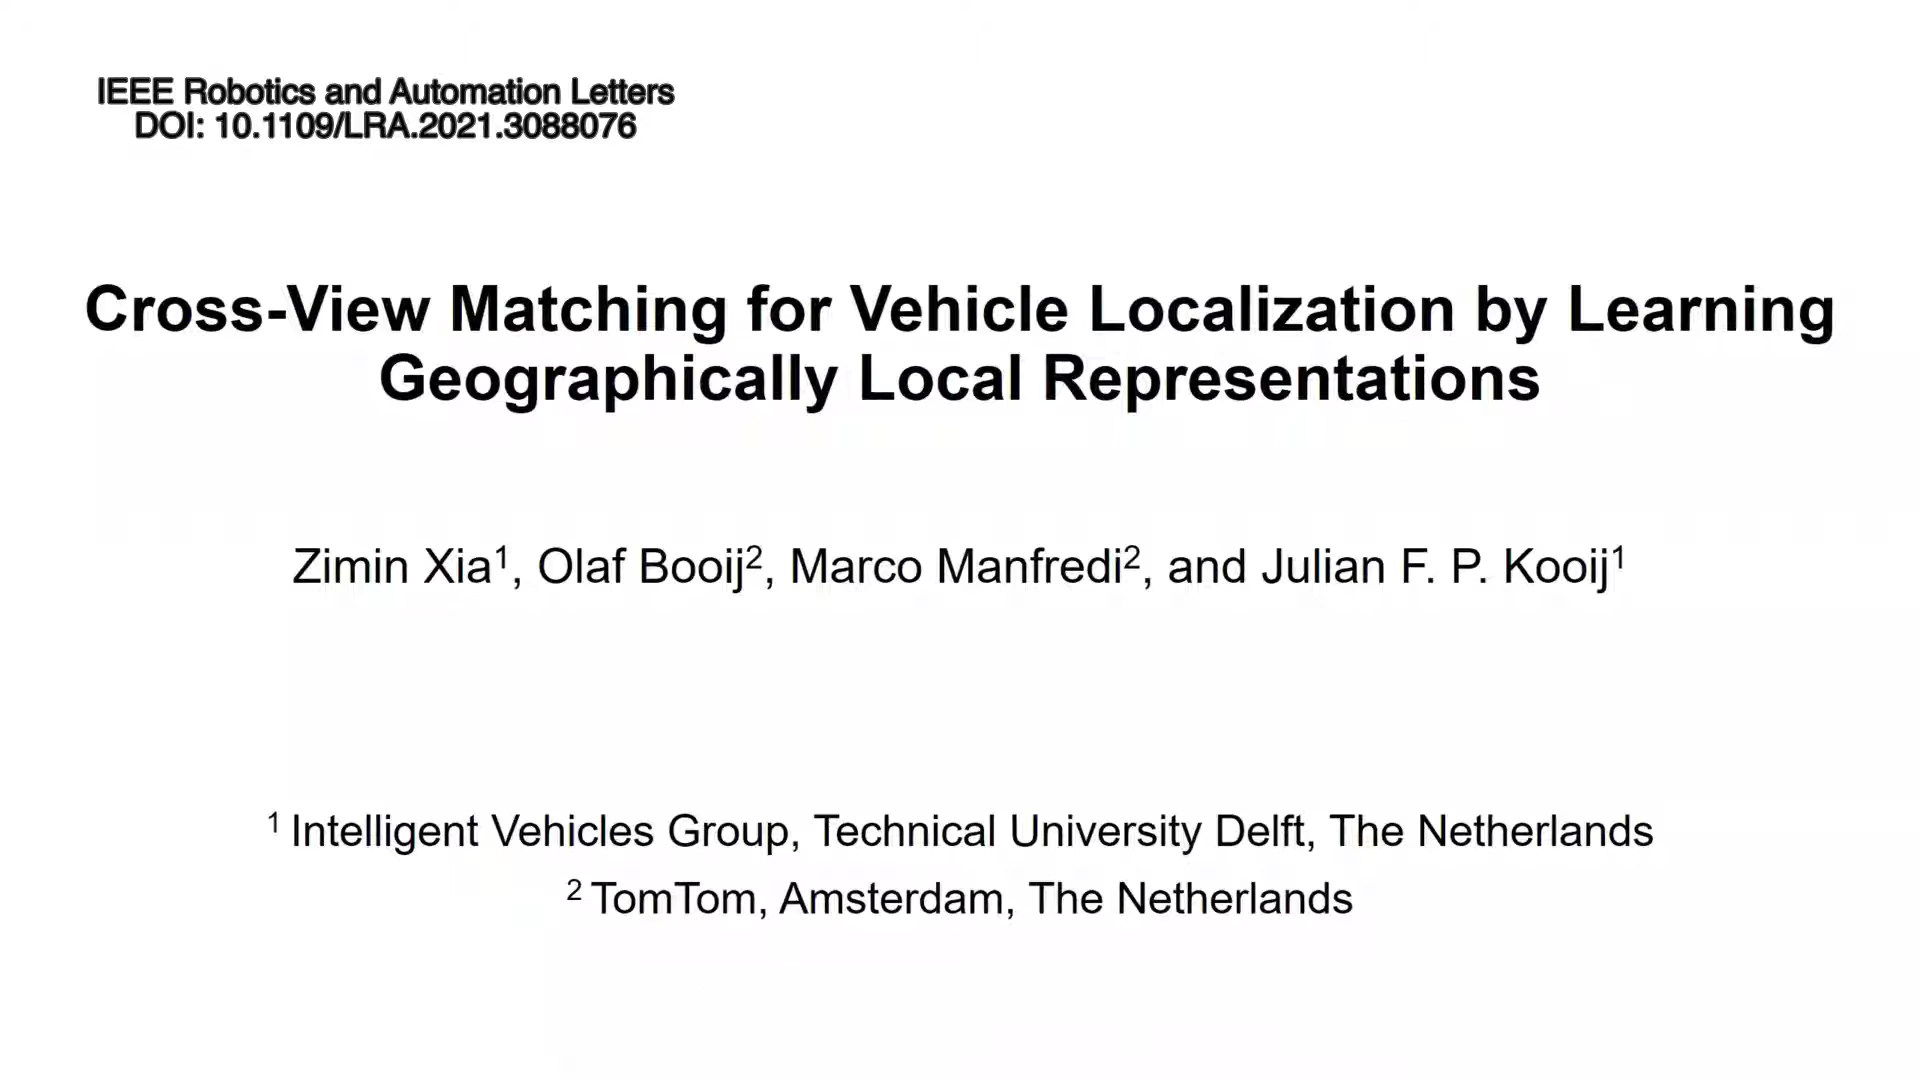 IEEE Robotics and Automation Letters
DOI: 10.1109/LRA.2021.3088076
Cross-View Matching for Vehicle Localization by Learning
Geographically Local Representations
Zimin Xia¹, Olaf Booij², Marco Manfredi², and Julian F. P. Kooij¹
¹ Intelligent Vehicles Group, Technical University Delft, The Netherlands
² TomTom, Amsterdam, The Netherlands